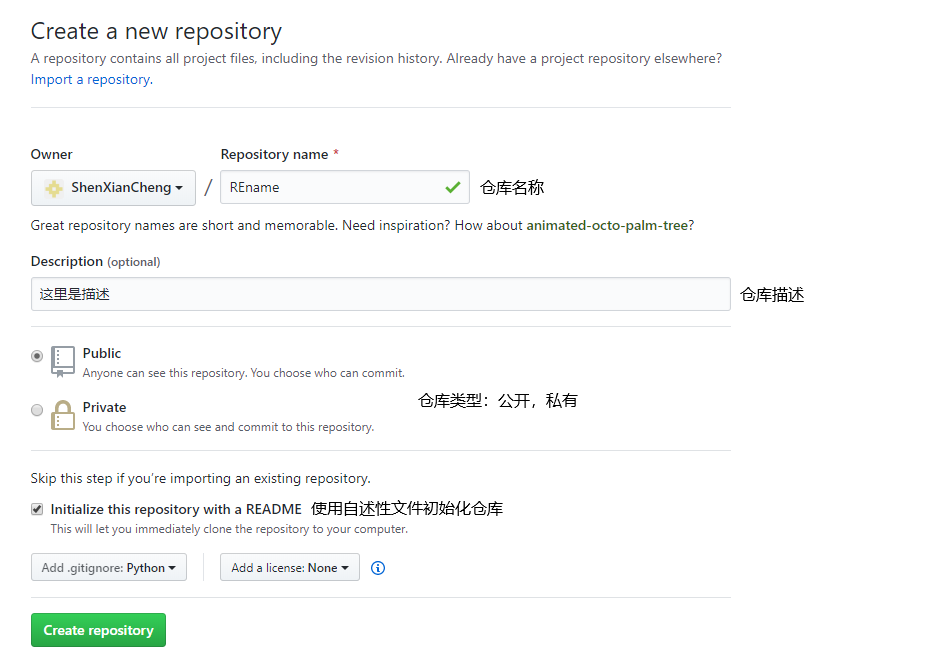 Create a new repository
A repository contains all project files, including the revision history. Already have a project repository elsewhere?
Import a repository.
Owner Repository name *
ShenXianCheng / REname 仓库名称
Great repository names are short and memorable. Need inspiration? How about animated-octo-palm-tree?
Description (optional)
这里是描述 仓库描述
Public
Anyone can see this repository. You choose who can commit.
仓库类型：公开，私有
Private
You choose who can see and commit to this repository.
Skip this step if you're importing an existing repository.
Initialize this repository with a README 使用自述性文件初始化仓库
This will let you immediately clone the repository to your computer.
Add .gitignore: Python Add a license: None
Create repository